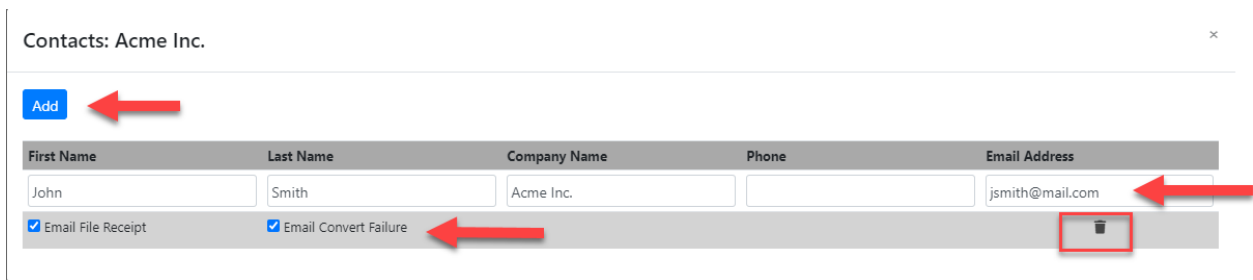 Contacts: Acme Inc.
×
Add
First Name Last Name Company Name Phone Email Address
John Smith Acme Inc. jsmith@mail.com
Email File Receipt Email Convert Failure